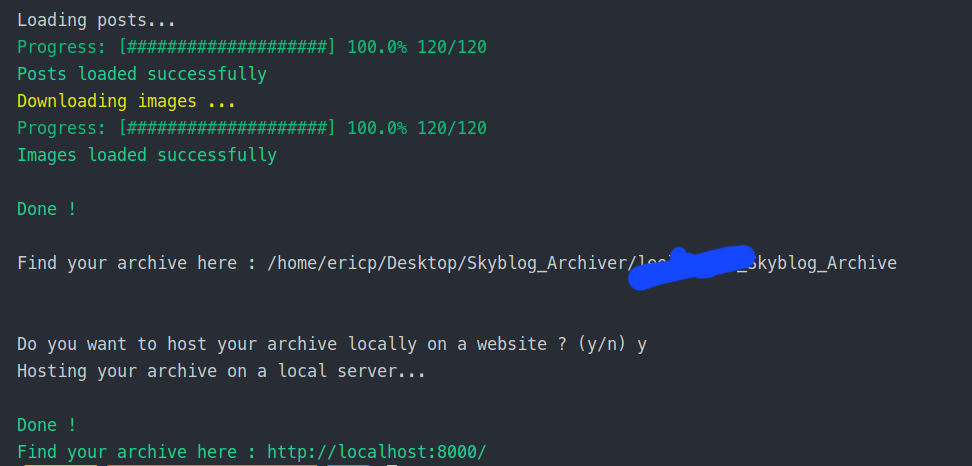 Loading posts...
Progress: [####################] 100.0% 120/120
Posts loaded successfully
Downloading images ...
Progress: [####################] 100.0% 120/120
Images loaded successfully
Done !
Find your archive here : /home/ericp/Desktop/Skyblog_Archiver/ _Skyblog_Archive
Do you want to host your archive locally on a website ? (y/n) y
Hosting your archive on a local server...
Done !
Find your archive here : http://localhost:8000/